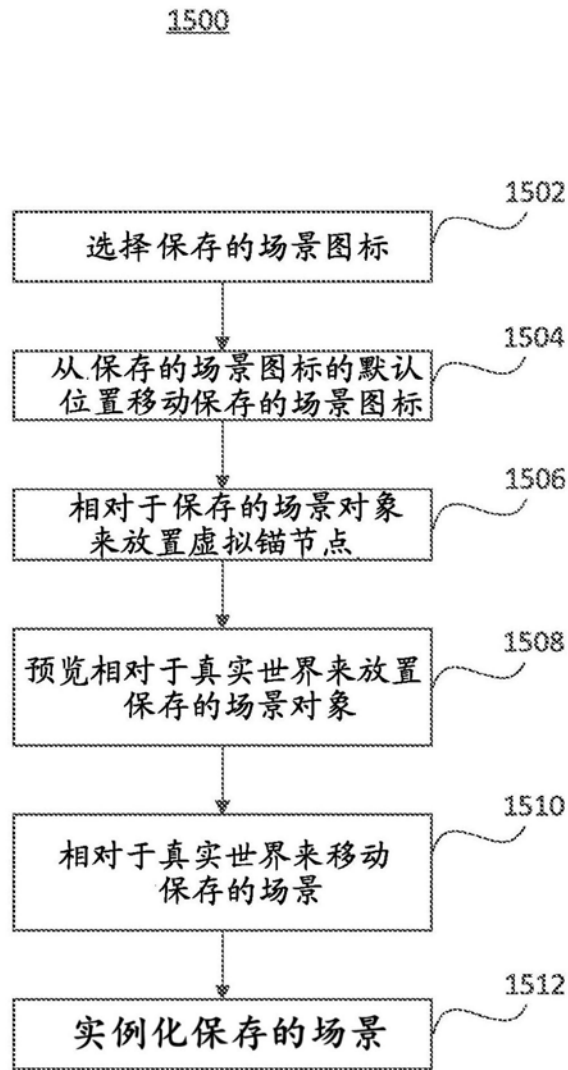 1500
1502
选择保存的场景图标
1504
从保存的场景图标的默认
位置移动保存的场景图标
1506
相对于保存的场景对象
来放置虚拟锚节点
1508
预览相对于真实世界来放置
保存的场景对象
1510
相对于真实世界来移动
保存的场景
1512
实例化保存的场景